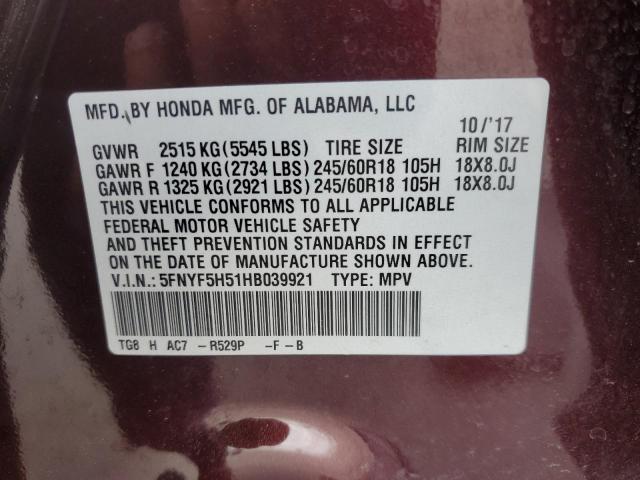 MFD. BY HONDA MFG. OF ALABAMA, LLC
10/'17
GVWR 2515 KG (5545 LBS) TIRE SIZE RIM SIZE
GAWR F 1240 KG (2734 LBS) 245/60R18 105H 18X8.0J
GAWR R 1325 KG (2921 LBS) 245/60R18 105H 18X8.0J
THIS VEHICLE CONFORMS TO ALL APPLICABLE
FEDERAL MOTOR VEHICLE SAFETY
AND THEFT PREVENTION STANDARDS IN EFFECT
ON THE DATE OF MANUFACTURE SHOWN ABOVE.
V.I.N.: 5FNYF5H51HB039921 TYPE: MPV
TG8 H AC7 -R529P -F-B